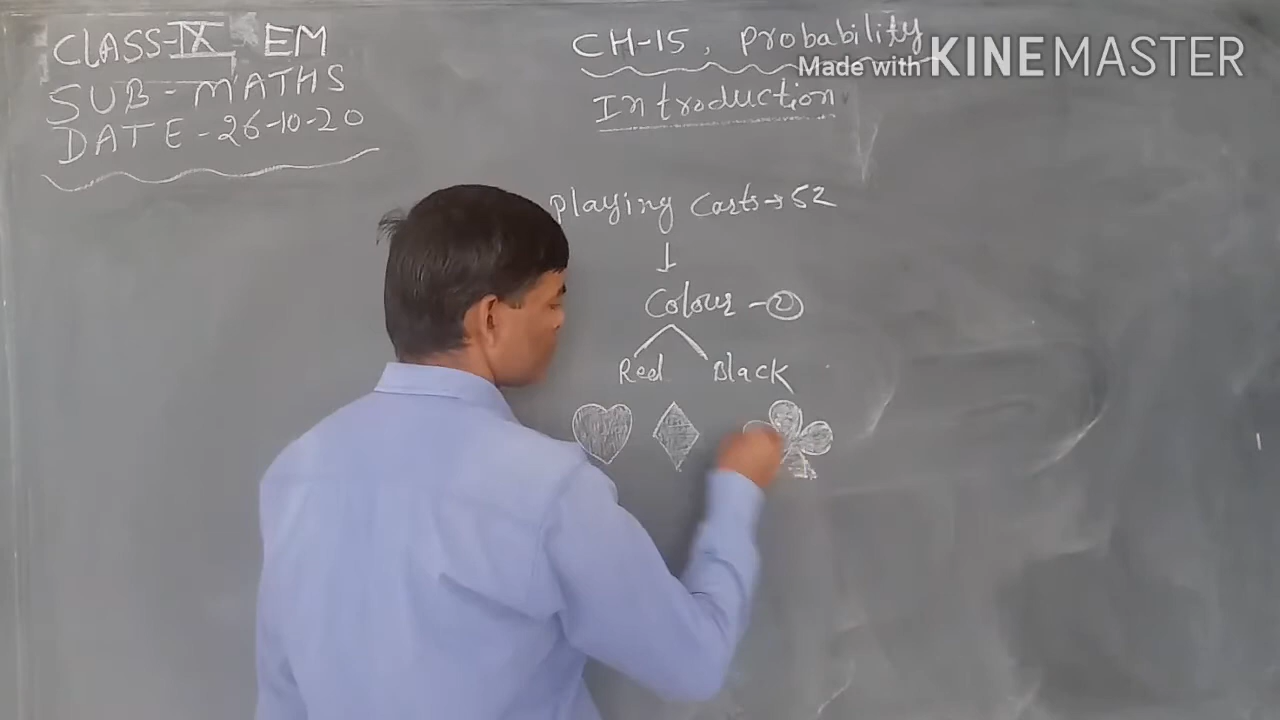 CLASS-IX EM
SUB-MATHS
DATE-26-10-20
CH-15, Probability
Made with KINEMASTER
Introduction
Playing Carts→52
↓
Colour-②
Red Black